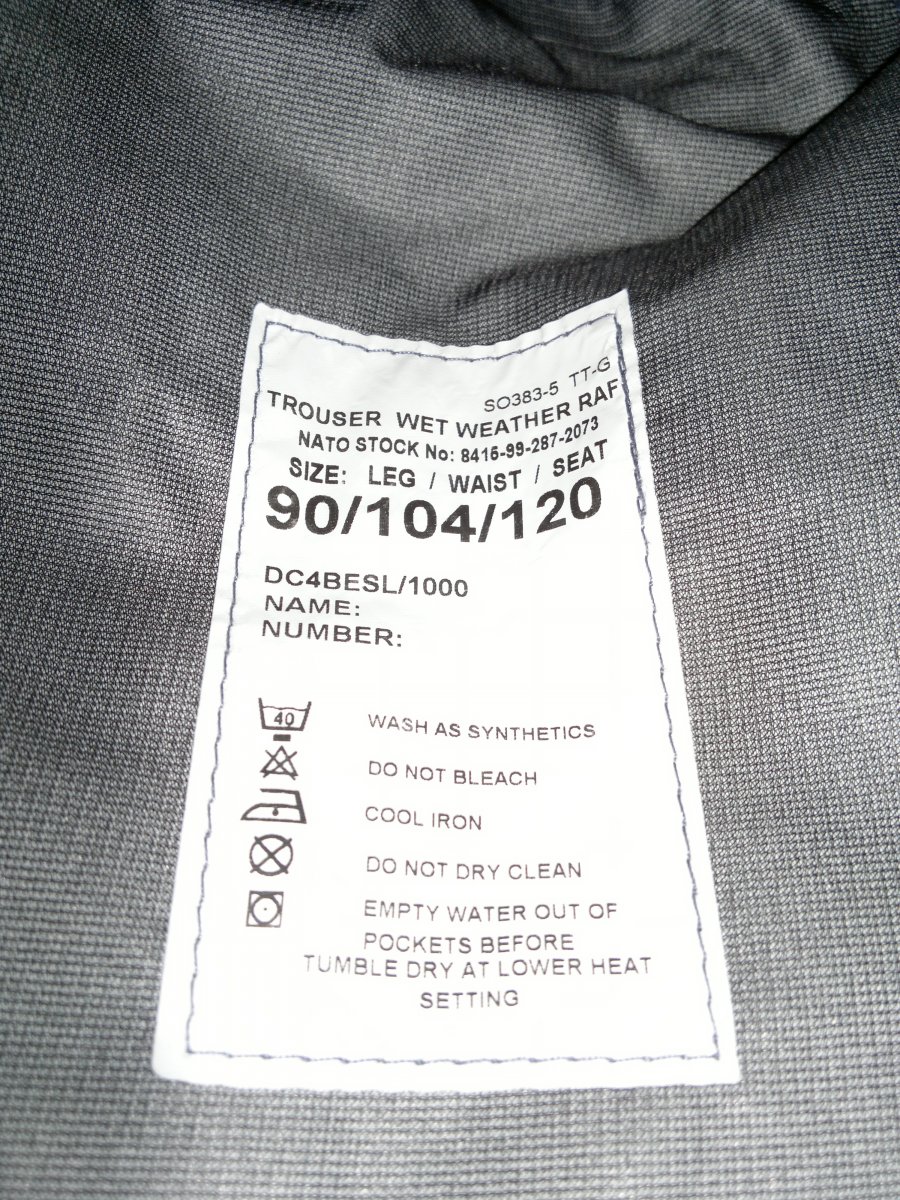 SO383-5 TT-G
TROUSER WET WEATHER RAF
NATO STOCK No: 8415-99-287-2073
SIZE: LEG / WAIST / SEAT
90/104/120
DC4BESL/1000
NAME:
NUMBER:
40 WASH AS SYNTHETICS
DO NOT BLEACH
COOL IRON
DO NOT DRY CLEAN
EMPTY WATER OUT OF
POCKETS BEFORE
TUMBLE DRY AT LOWER HEAT
SETTING